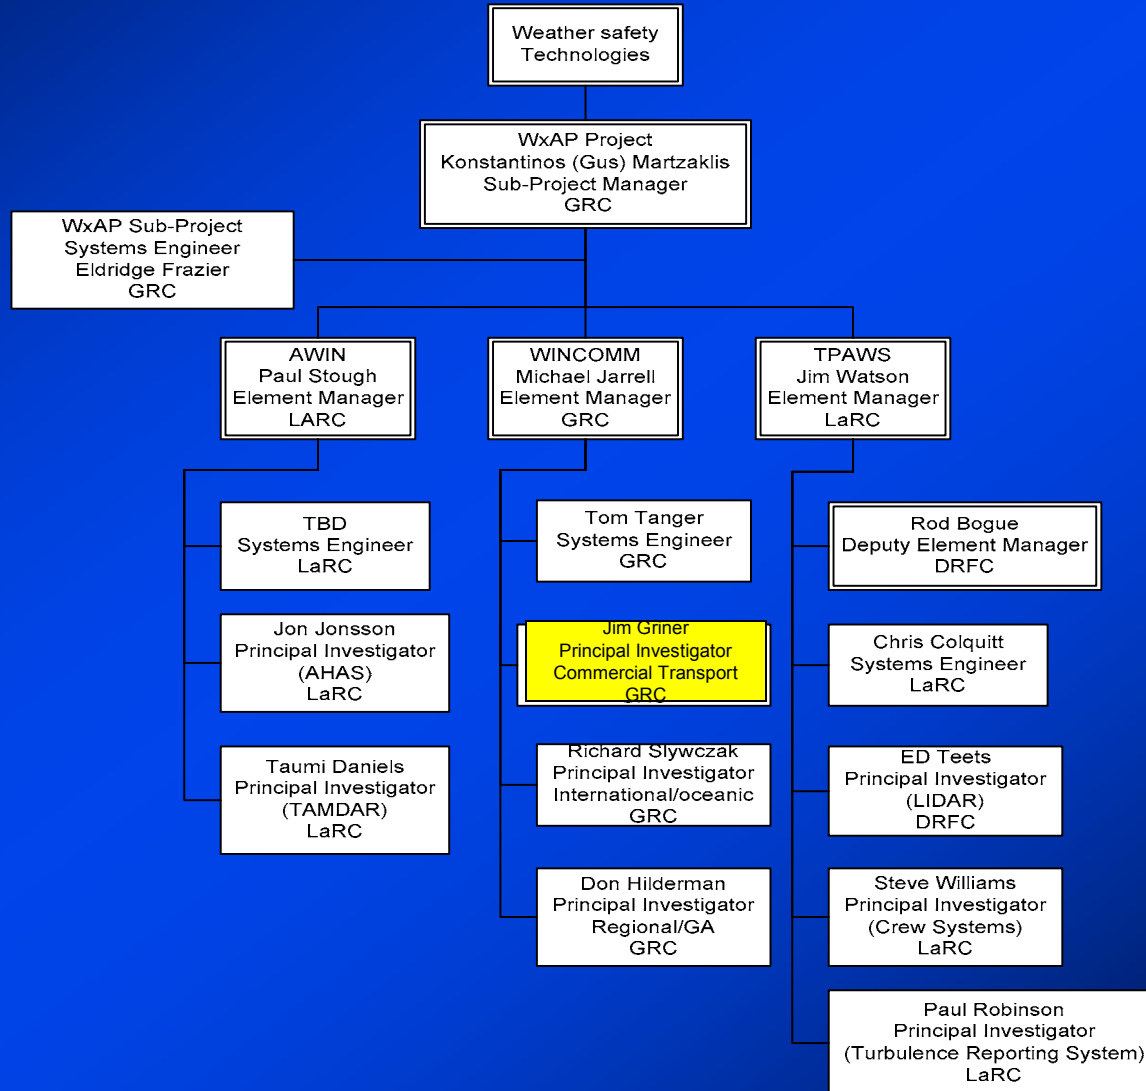 Weather safety
Technologies
WxAP Project
Konstantinos (Gus) Martzaklis
Sub-Project Manager
GRC
WxAP Sub-Project
Systems Engineer
Eldridge Frazier
GRC
AWIN
Paul Stough
Element Manager
LARC
WINCOMM
Michael Jarrell
Element Manager
GRC
TPAWS
Jim Watson
Element Manager
LaRC
TBD
Systems Engineer
LaRC
Jon Jonsson
Principal Investigator
(AHAS)
LaRC
Taumi Daniels
Principal Investigator
(TAMDAR)
LaRC
Tom Tanger
Systems Engineer
GRC
Jim Griner
Principal Investigator
Commercial Transport
GRC
Richard Slywczak
Principal Investigator
International/oceanic
GRC
Don Hilderman
Principal Investigator
Regional/GA
GRC
Rod Bogue
Deputy Element Manager
DRFC
Chris Colquitt
Systems Engineer
LaRC
ED Teets
Principal Investigator
(LIDAR)
DRFC
Steve Williams
Principal Investigator
(Crew Systems)
LaRC
Paul Robinson
Principal Investigator
(Turbulence Reporting System)
LaRC